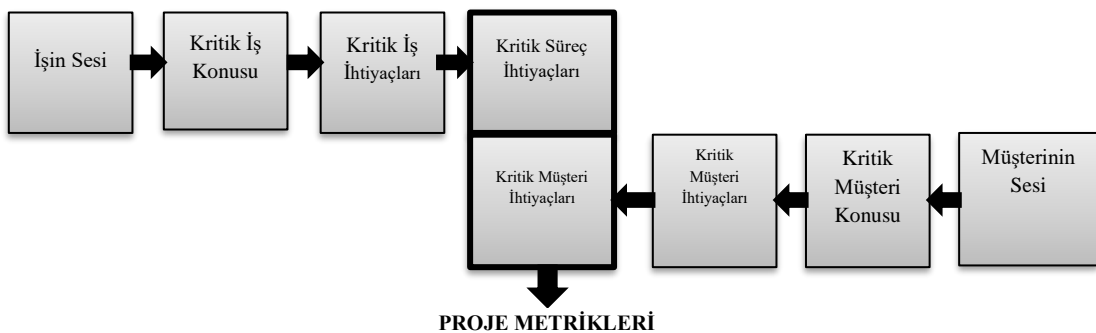 İşin Sesi
Kritik İş
Konusu
Kritik İş
İhtiyaçları
Kritik Süreç
İhtiyaçları
Kritik Müşteri
İhtiyaçları
Kritik
Müşteri
İhtiyaçları
Kritik
Müşteri
Konusu
Müşterinin
Sesi
PROJE METRİKLERİ